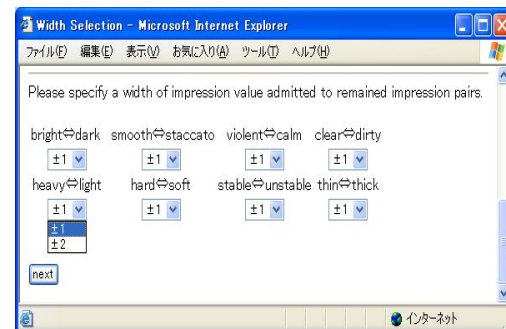 Width Selection - Microsoft Internet Explorer
ファイル(F) 編集(E) 表示(V) お気に入り(A) ツール(T) ヘルプ(H)
Please specify a width of impression value admitted to remained impression pairs.
bright⇔dark smooth⇔staccato violent⇔calm clear⇔dirty
±1 ±1 ±1 ±1
heavy⇔light hard⇔soft stable⇔unstable thin⇔thick
±1 ±1 ±1 ±1
±1
±2
next
インターネット